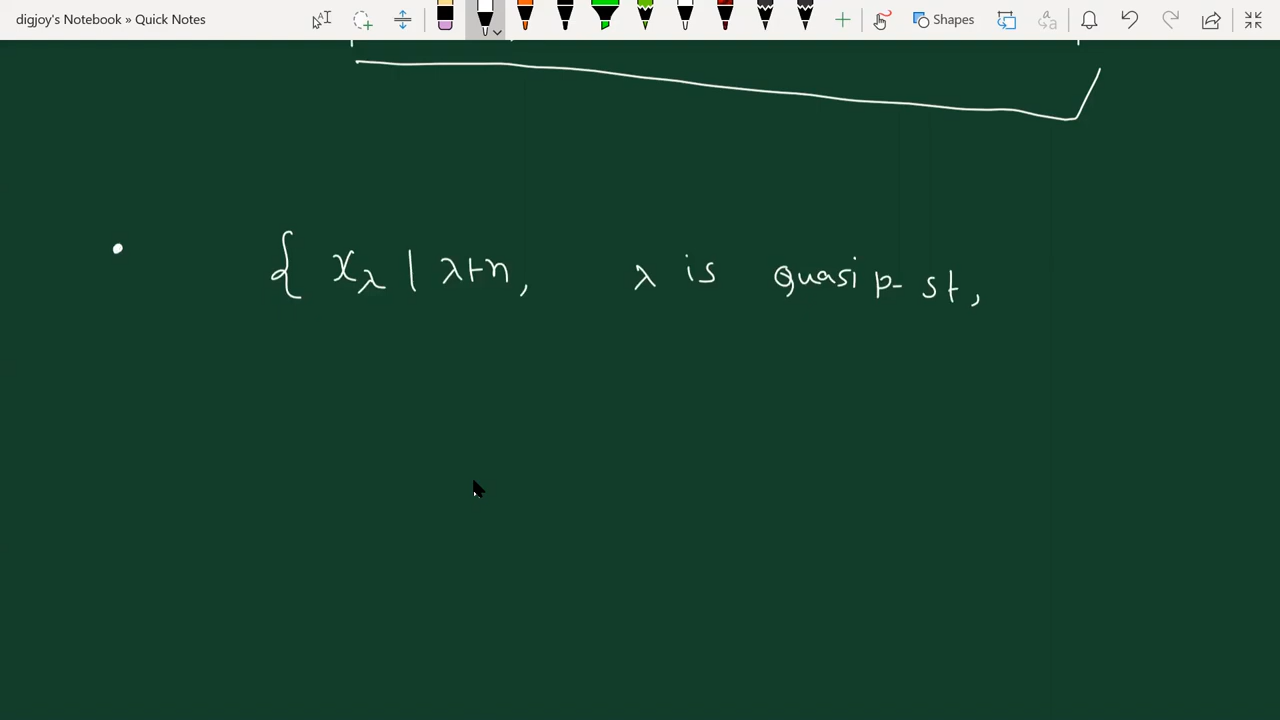 digjoy's Notebook » Quick Notes
Shapes
{ x_λ | λ ⊢ n, λ is quasi p- st,